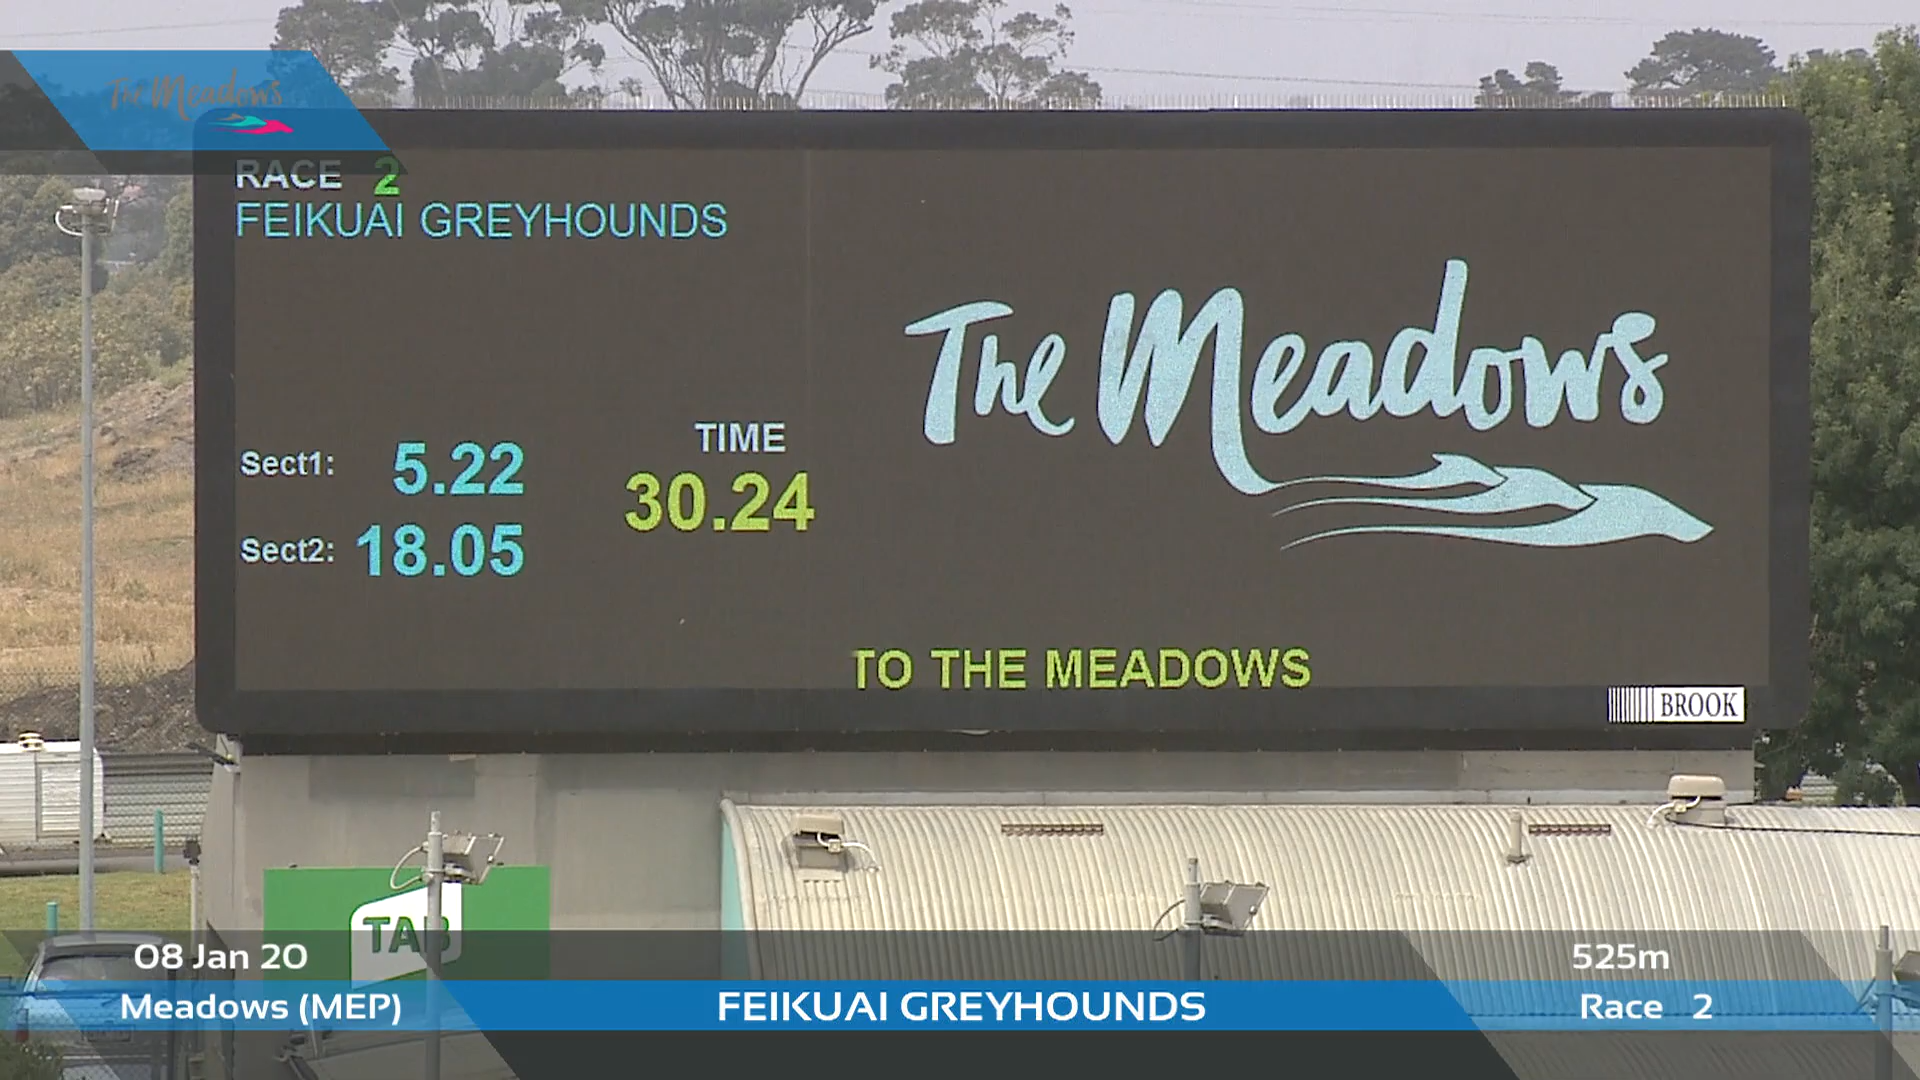 The Meadows
RACE 2
FEIKUAI GREYHOUNDS
The Meadows
TIME
Sect1: 5.22
30.24
Sect2: 18.05
TO THE MEADOWS
BROOK
TAB
08 Jan 20
525m
Meadows (MEP)
FEIKUAI GREYHOUNDS
Race 2